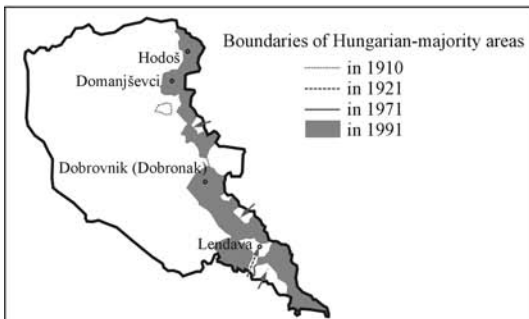 Boundaries of Hungarian-majority areas
in 1910
in 1921
in 1971
in 1991
Hodoš
Domanjševci
Dobrovnik (Dobronak)
Lendava